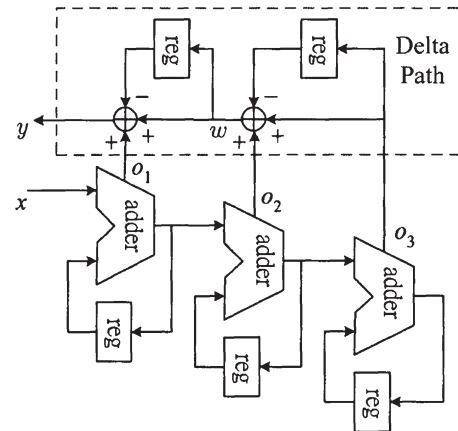 reg
reg
Delta
Path
−
−
y
+
+
w
+
+
o1
o2
o3
x
adder
adder
adder
reg
reg
reg